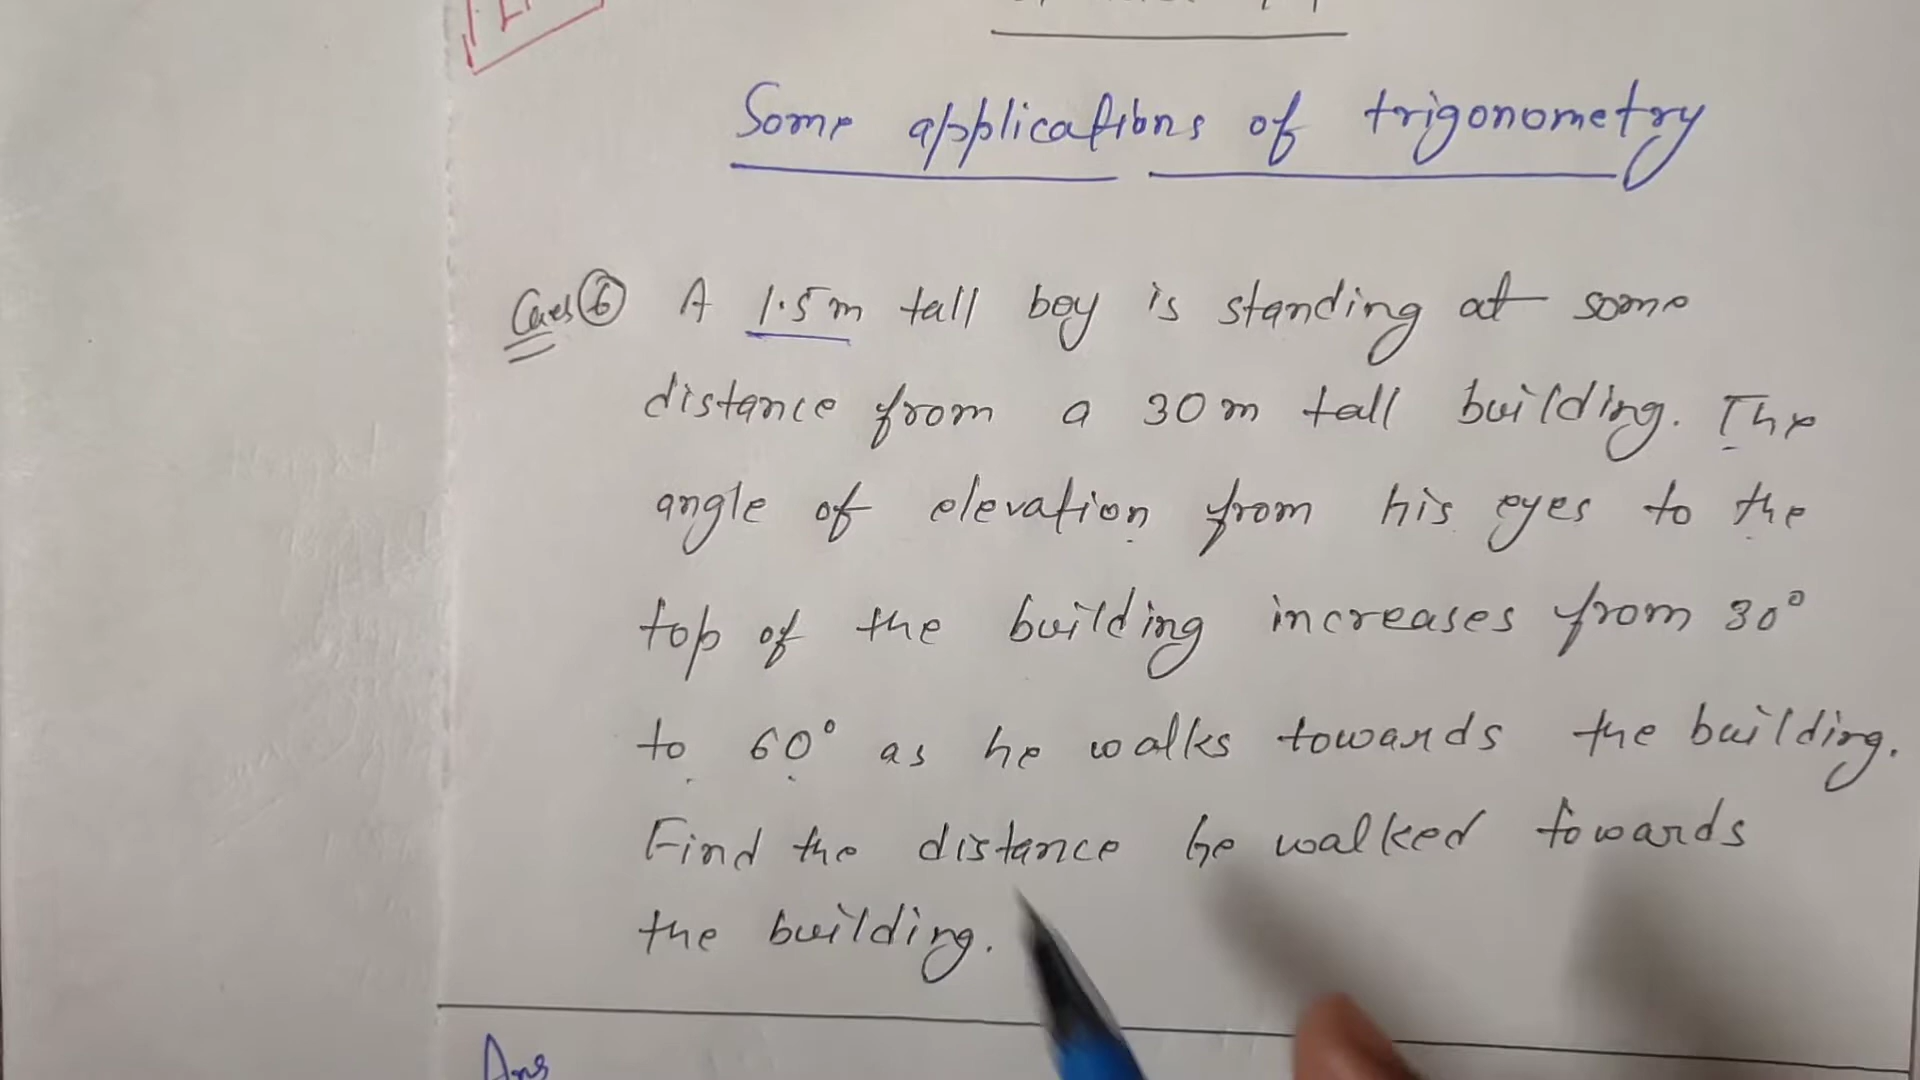 Some applications of trigonometry
Ques 6 A 1.5m tall boy is standing at some
distance from a 30m tall building. The
angle of elevation from his eyes to the
top of the building increases from 30°
to 60° as he walks towards the building.
Find the distance he walked towards
the building.
Ans